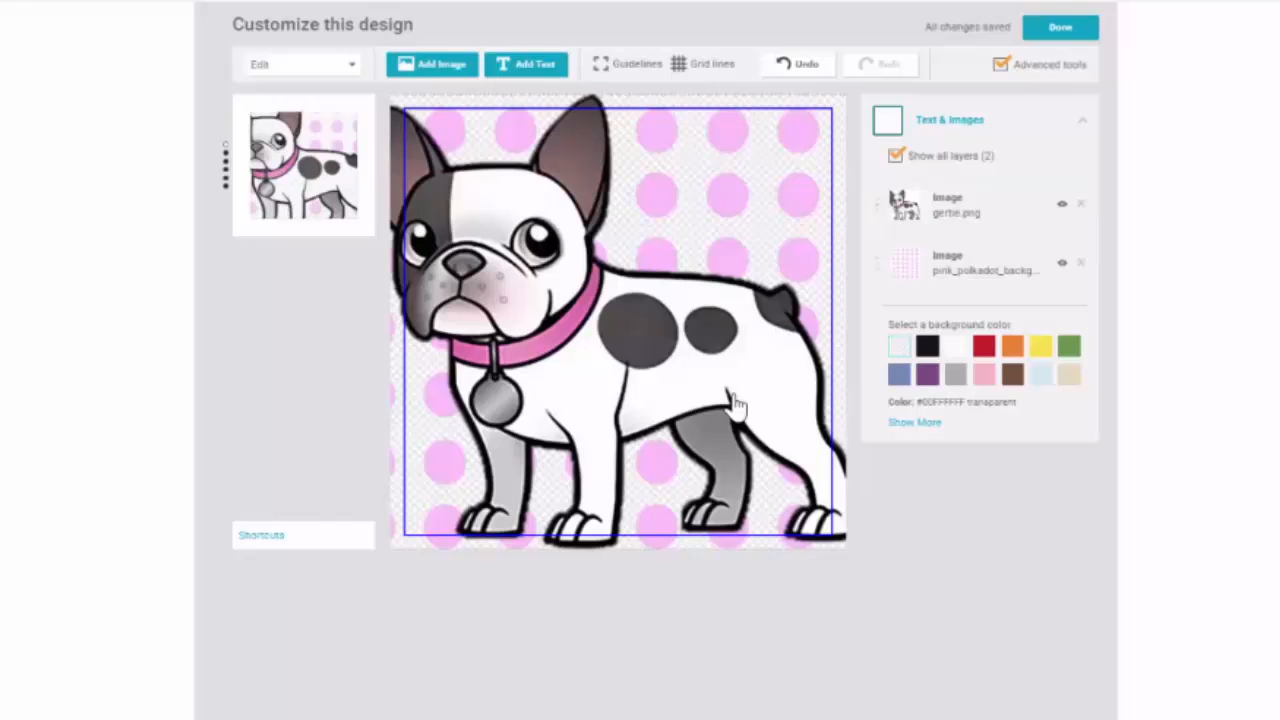 Customize this design
All changes saved
Done
Edit
Add Image
Add Text
Guidelines
Grid lines
Undo
Redo
Advanced tools
Text & Images
Show all layers (2)
Image
gertie.png
Image
pink_polkadot_backg...
Select a background color
Color: #00FFFFFF transparent
Show More
Shortcuts